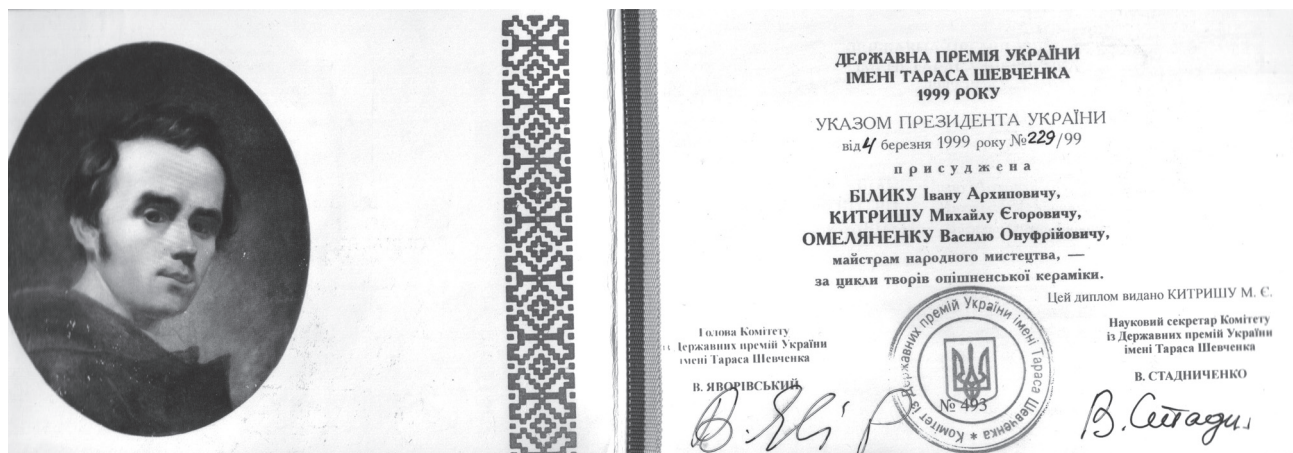 ДЕРЖАВНА ПРЕМІЯ УКРАЇНИ
ІМЕНІ ТАРАСА ШЕВЧЕНКА
1999 РОКУ
УКАЗОМ ПРЕЗИДЕНТА УКРАЇНИ
від 4 березня 1999 року №229/99
присуджена
БІЛИКУ Івану Архиповичу,
КИТРИШУ Михайлу Єгоровичу,
ОМЕЛЯНЕНКУ Василю Онуфрійовичу,
майстрам народного мистецтва, —
за цикли творів опішненської кераміки.
Цей диплом видано КИТРИШУ М. Є.
Голова Комітету
із Державних премій України
імені Тараса Шевченка
В. ЯВОРІВСЬКИЙ
Комітет із Державних премій України імені Тараса Шевченка *
№ 493
Науковий секретар Комітету
із Державних премій України
імені Тараса Шевченка
В. СТАДНИЧЕНКО